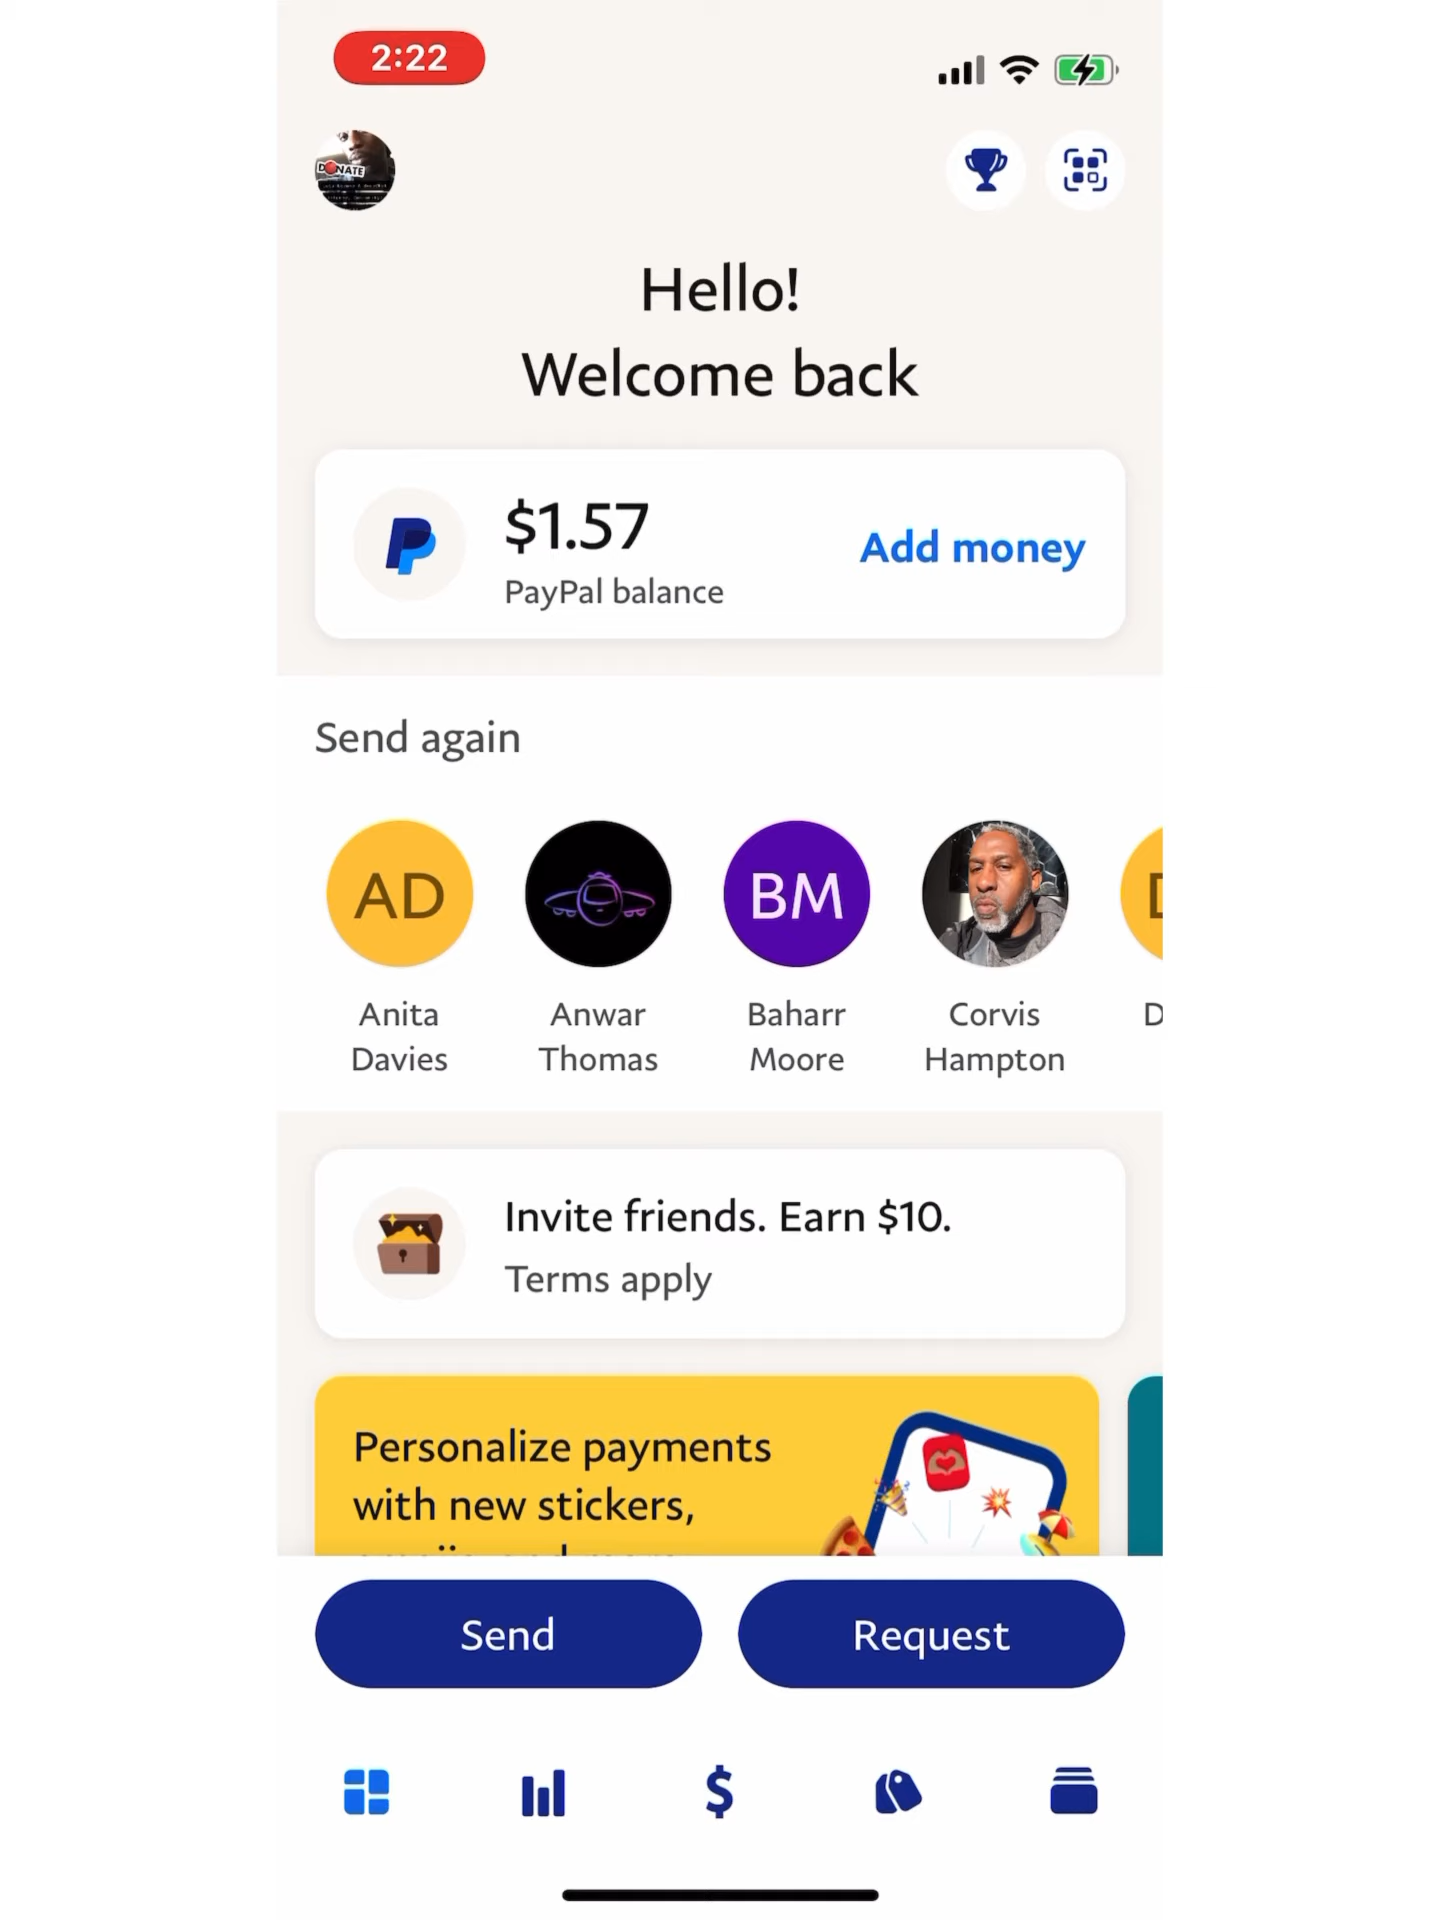 2:22
DONATE
Hello!
Welcome back
$1.57
PayPal balance
Add money
Send again
AD
BM
Anita
Davies
Anwar
Thomas
Baharr
Moore
Corvis
Hampton
D
Invite friends. Earn $10.
Terms apply
Personalize payments
with new stickers,
Send
Request
$